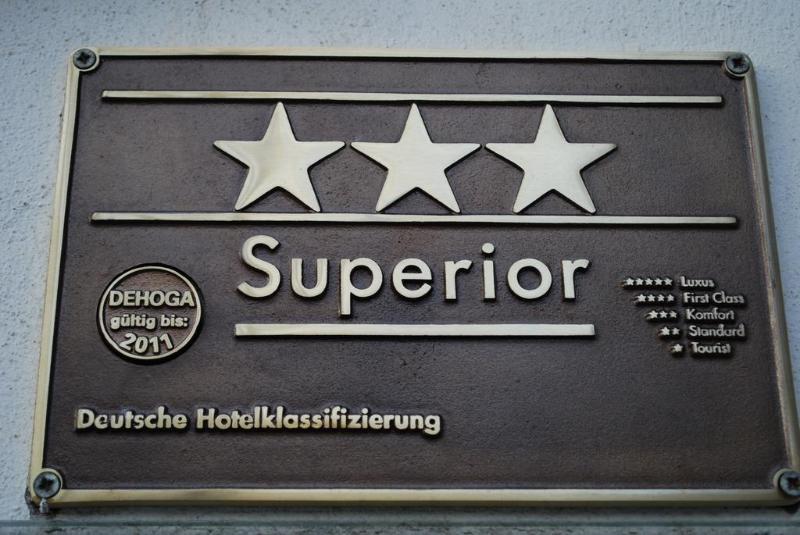 Superior
DEHOGA
gültig bis:
2011
***** Luxus
**** First Class
*** Komfort
** Standard
* Tourist
Deutsche Hotelklassifizierung